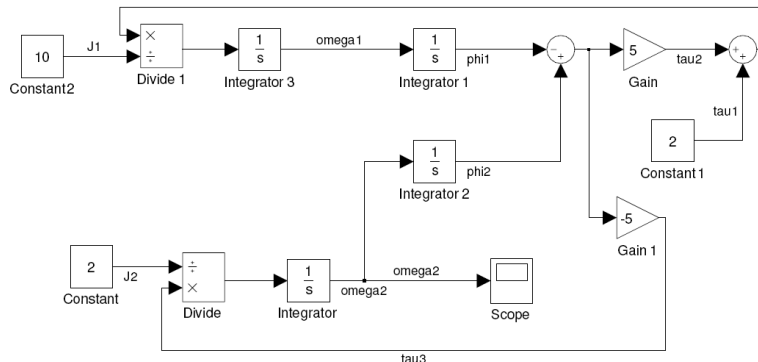 J1
10
Constant2
×
÷
Divide 1
1
s
Integrator 3
omega1
1
s
Integrator 1
phi1
−
+
5
Gain
tau2
+
+
tau1
2
Constant 1
1
s
Integrator 2
phi2
-5
Gain 1
2
Constant
J2
÷
×
Divide
1
s
Integrator
omega2
omega2
Scope
tau3